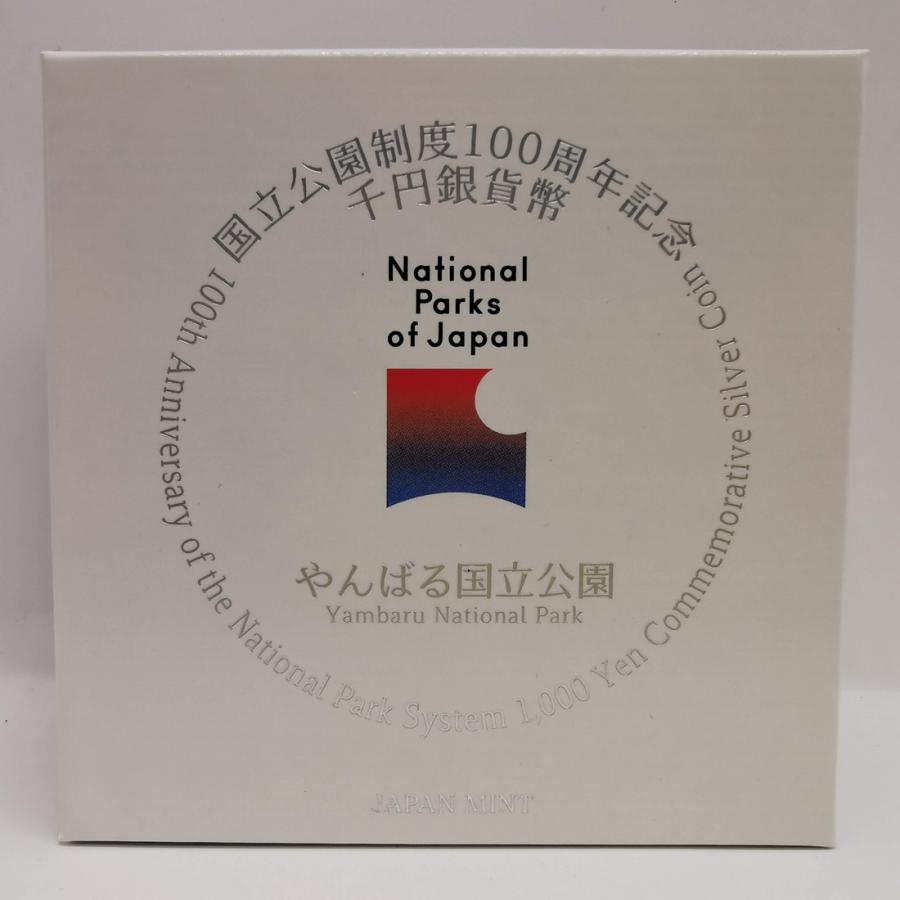 国立公園制度100周年記念
千円銀貨幣
100th Anniversary of the National Park System 1,000 Yen Commemorative Silver Coin
National
Parks
of Japan
やんばる国立公園
Yambaru National Park
JAPAN MINT